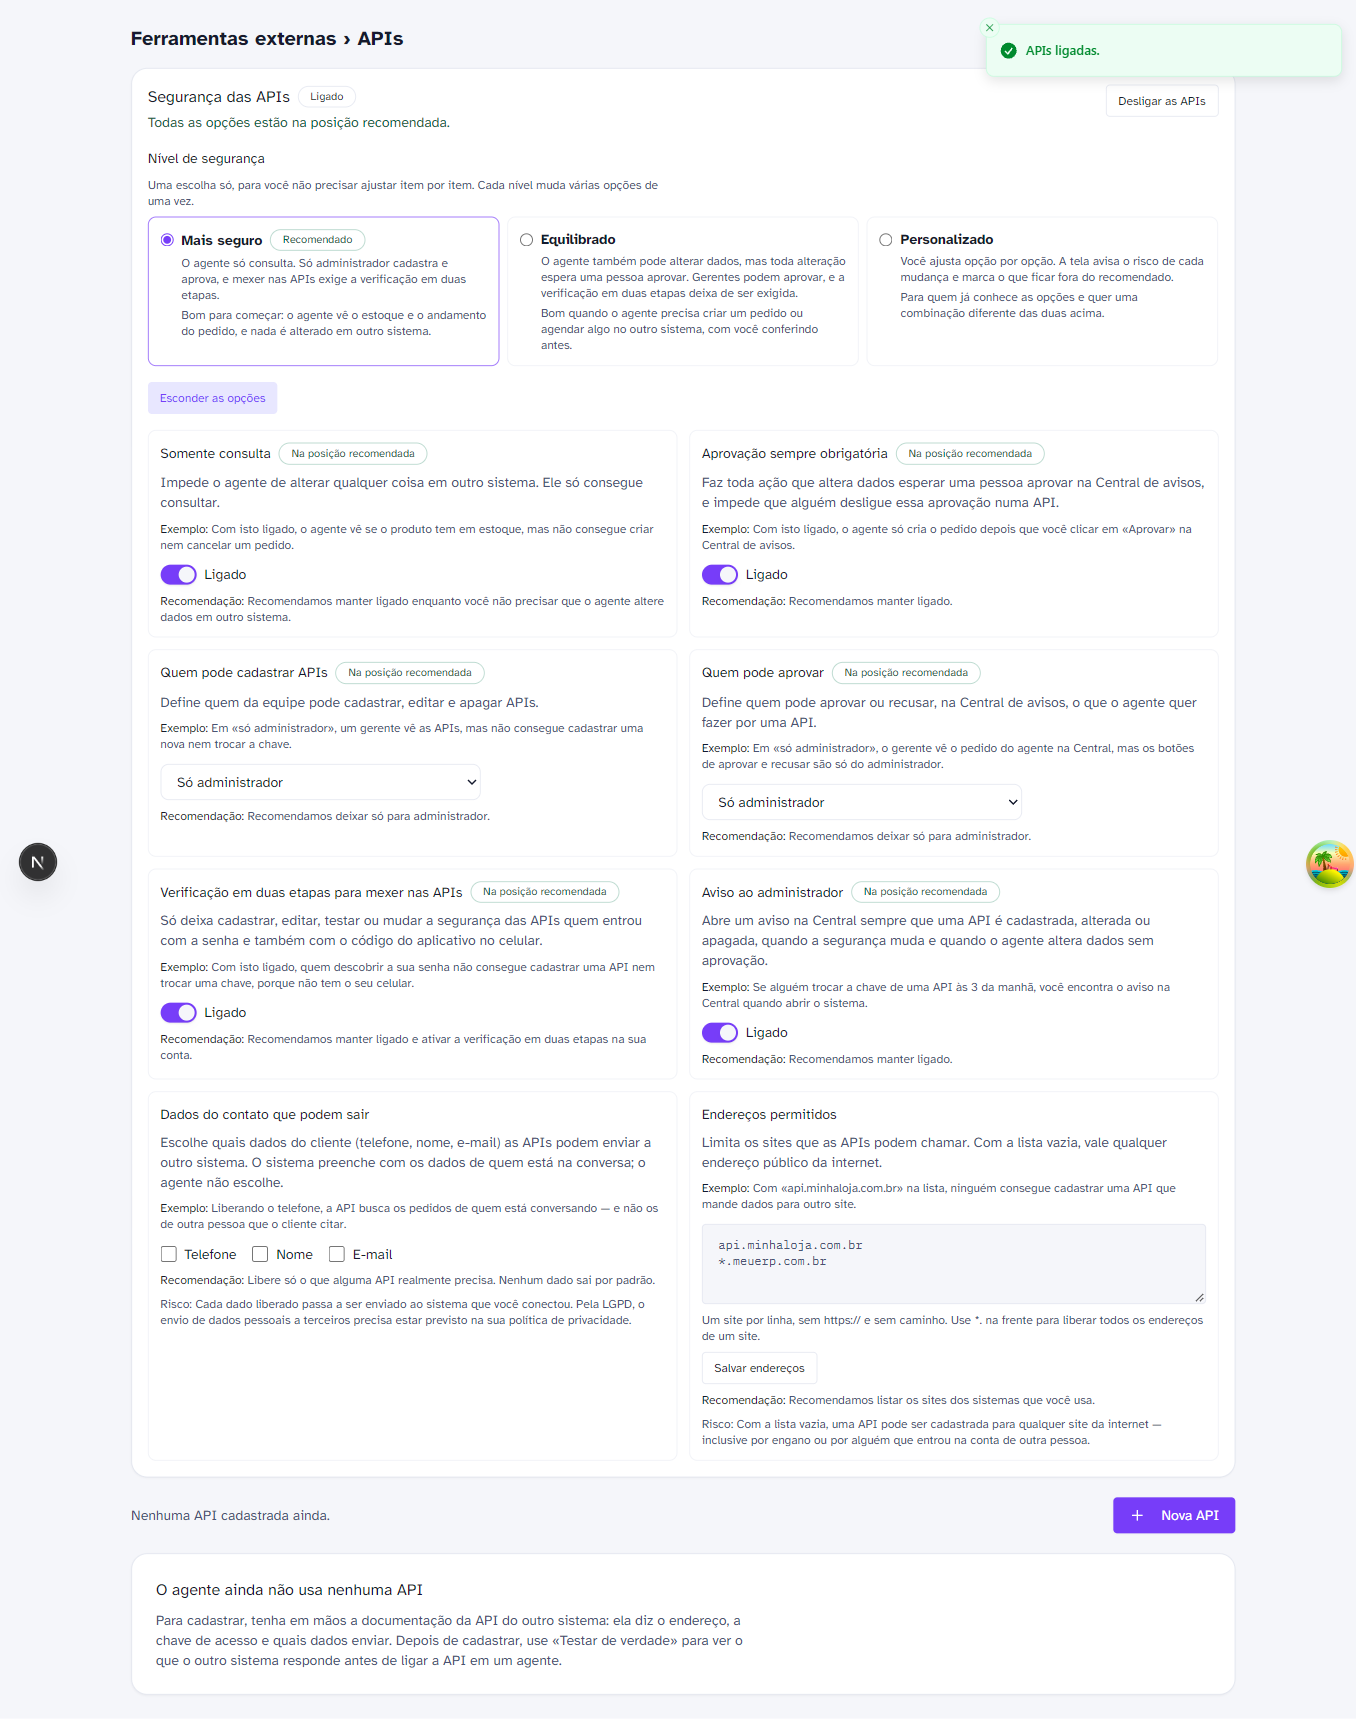 Ferramentas externas › APIs
APIs ligadas.
Segurança das APIs Ligado
Desligar as APIs
Todas as opções estão na posição recomendada.
Nível de segurança
Uma escolha só, para você não precisar ajustar item por item. Cada nível muda várias opções de
uma vez.
Mais seguro Recomendado
O agente só consulta. Só administrador cadastra e
aprova, e mexer nas APIs exige a verificação em duas
etapas.
Bom para começar: o agente vê o estoque e o andamento
do pedido, e nada é alterado em outro sistema.
Equilibrado
O agente também pode alterar dados, mas toda alteração
espera uma pessoa aprovar. Gerentes podem aprovar, e a
verificação em duas etapas deixa de ser exigida.
Bom quando o agente precisa criar um pedido ou
agendar algo no outro sistema, com você conferindo
antes.
Personalizado
Você ajusta opção por opção. A tela avisa o risco de cada
mudança e marca o que ficar fora do recomendado.
Para quem já conhece as opções e quer uma
combinação diferente das duas acima.
Esconder as opções
Somente consulta Na posição recomendada
Impede o agente de alterar qualquer coisa em outro sistema. Ele só consegue
consultar.
Exemplo: Com isto ligado, o agente vê se o produto tem em estoque, mas não consegue criar
nem cancelar um pedido.
Ligado
Recomendação: Recomendamos manter ligado enquanto você não precisar que o agente altere
dados em outro sistema.
Aprovação sempre obrigatória Na posição recomendada
Faz toda ação que altera dados esperar uma pessoa aprovar na Central de avisos,
e impede que alguém desligue essa aprovação numa API.
Exemplo: Com isto ligado, o agente só cria o pedido depois que você clicar em «Aprovar» na
Central de avisos.
Ligado
Recomendação: Recomendamos manter ligado.
Quem pode cadastrar APIs Na posição recomendada
Define quem da equipe pode cadastrar, editar e apagar APIs.
Exemplo: Em «só administrador», um gerente vê as APIs, mas não consegue cadastrar uma
nova nem trocar a chave.
Só administrador
Recomendação: Recomendamos deixar só para administrador.
Quem pode aprovar Na posição recomendada
Define quem pode aprovar ou recusar, na Central de avisos, o que o agente quer
fazer por uma API.
Exemplo: Em «só administrador», o gerente vê o pedido do agente na Central, mas os botões
de aprovar e recusar são só do administrador.
Só administrador
Recomendação: Recomendamos deixar só para administrador.
Verificação em duas etapas para mexer nas APIs Na posição recomendada
Só deixa cadastrar, editar, testar ou mudar a segurança das APIs quem entrou
com a senha e também com o código do aplicativo no celular.
Exemplo: Com isto ligado, quem descobrir a sua senha não consegue cadastrar uma API nem
trocar uma chave, porque não tem o seu celular.
Ligado
Recomendação: Recomendamos manter ligado e ativar a verificação em duas etapas na sua
conta.
Aviso ao administrador Na posição recomendada
Abre um aviso na Central sempre que uma API é cadastrada, alterada ou
apagada, quando a segurança muda e quando o agente altera dados sem
aprovação.
Exemplo: Se alguém trocar a chave de uma API às 3 da manhã, você encontra o aviso na
Central quando abrir o sistema.
Ligado
Recomendação: Recomendamos manter ligado.
Dados do contato que podem sair
Escolhe quais dados do cliente (telefone, nome, e-mail) as APIs podem enviar a
outro sistema. O sistema preenche com os dados de quem está na conversa; o
agente não escolhe.
Exemplo: Liberando o telefone, a API busca os pedidos de quem está conversando — e não os
de outra pessoa que o cliente citar.
Telefone Nome E-mail
Recomendação: Libere só o que alguma API realmente precisa. Nenhum dado sai por padrão.
Risco: Cada dado liberado passa a ser enviado ao sistema que você conectou. Pela LGPD, o
envio de dados pessoais a terceiros precisa estar previsto na sua política de privacidade.
Endereços permitidos
Limita os sites que as APIs podem chamar. Com a lista vazia, vale qualquer
endereço público da internet.
Exemplo: Com «api.minhaloja.com.br» na lista, ninguém consegue cadastrar uma API que
mande dados para outro site.
api.minhaloja.com.br
*.meuerp.com.br
Um site por linha, sem https:// e sem caminho. Use *. na frente para liberar todos os endereços
de um site.
Salvar endereços
Recomendação: Recomendamos listar os sites dos sistemas que você usa.
Risco: Com a lista vazia, uma API pode ser cadastrada para qualquer site da internet —
inclusive por engano ou por alguém que entrou na conta de outra pessoa.
N
Nenhuma API cadastrada ainda.
+ Nova API
O agente ainda não usa nenhuma API
Para cadastrar, tenha em mãos a documentação da API do outro sistema: ela diz o endereço, a
chave de acesso e quais dados enviar. Depois de cadastrar, use «Testar de verdade» para ver o
que o outro sistema responde antes de ligar a API em um agente.